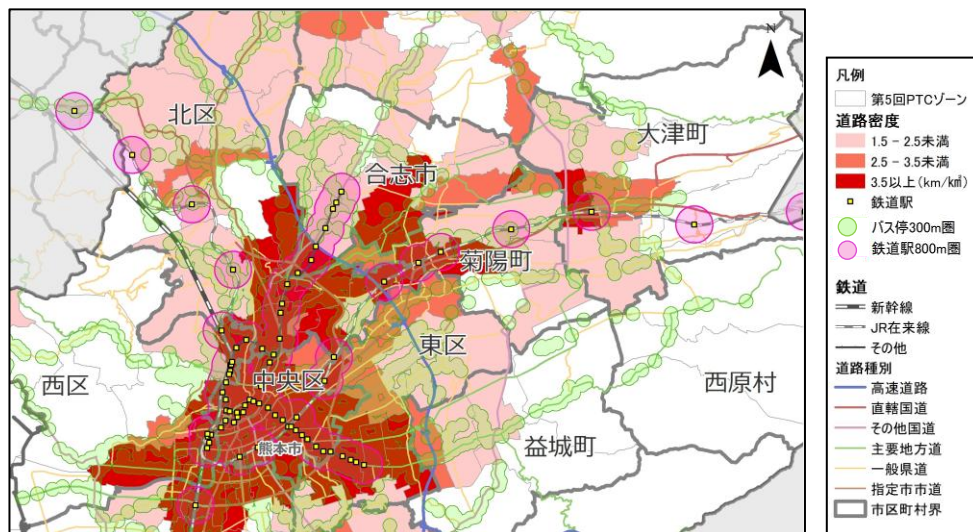 N
北区
大津町
合志市
菊陽町
東区
中央区
西区
西原村
熊本市
益城町
凡例
第5回PTCゾーン
道路密度
1.5 - 2.5未満
2.5 - 3.5未満
3.5以上(km/k㎡)
鉄道駅
バス停300m圏
鉄道駅800m圏
鉄道
新幹線
JR在来線
その他
道路種別
高速道路
直轄国道
その他国道
主要地方道
一般県道
指定市市道
市区町村界